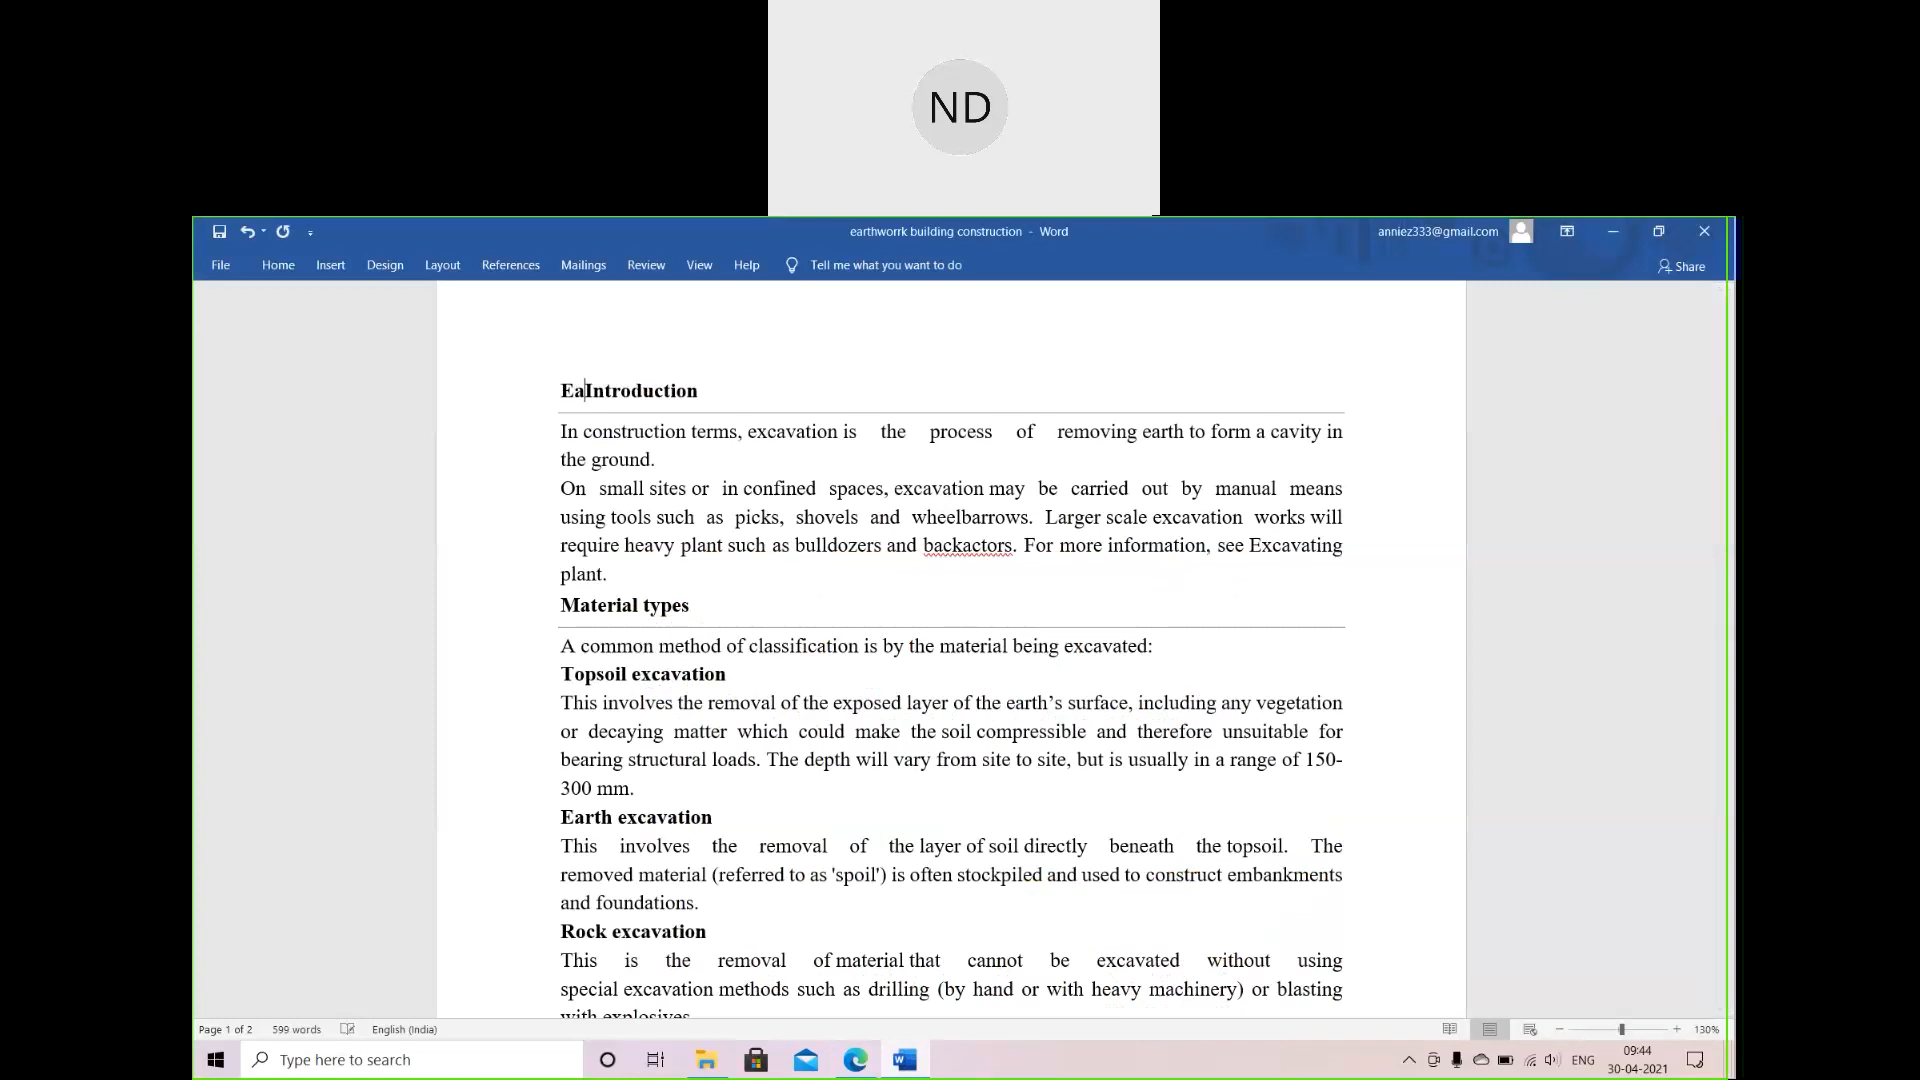 ND
earthworrk building construction - Word
anniez333@gmail.com
File Home Insert Design Layout References Mailings Review View Help Tell me what you want to do
Share
EaIntroduction
In construction terms, excavation is the process of removing earth to form a cavity in
the ground.
On small sites or in confined spaces, excavation may be carried out by manual means
using tools such as picks, shovels and wheelbarrows. Larger scale excavation works will
require heavy plant such as bulldozers and backactors. For more information, see Excavating
plant.
Material types
A common method of classification is by the material being excavated:
Topsoil excavation
This involves the removal of the exposed layer of the earth’s surface, including any vegetation
or decaying matter which could make the soil compressible and therefore unsuitable for
bearing structural loads. The depth will vary from site to site, but is usually in a range of 150-
300 mm.
Earth excavation
This involves the removal of the layer of soil directly beneath the topsoil. The
removed material (referred to as 'spoil') is often stockpiled and used to construct embankments
and foundations.
Rock excavation
This is the removal of material that cannot be excavated without using
special excavation methods such as drilling (by hand or with heavy machinery) or blasting
with explosives.
Page 1 of 2 599 words English (India) 130%
Type here to search
ENG
09:44
30-04-2021